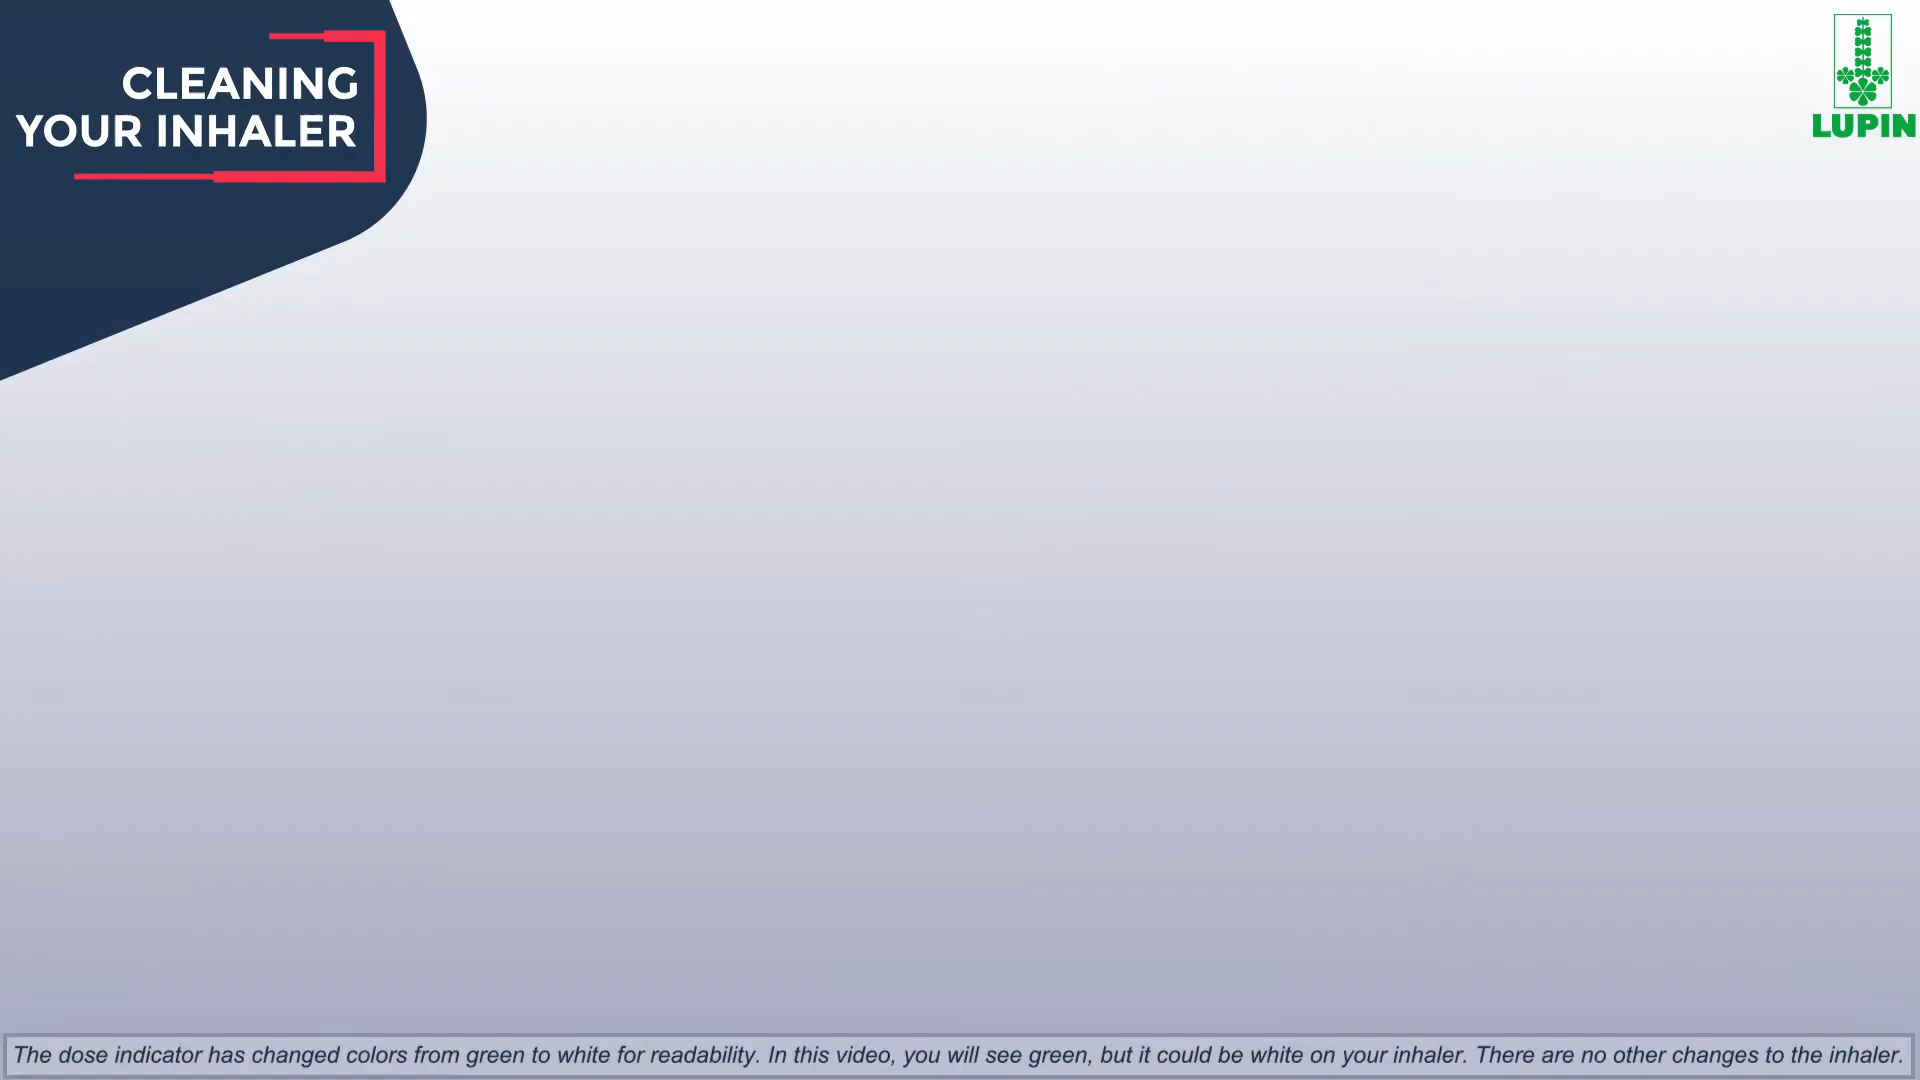 CLEANING
YOUR INHALER
LUPIN
The dose indicator has changed colors from green to white for readability. In this video, you will see green, but it could be white on your inhaler. There are no other changes to the inhaler.